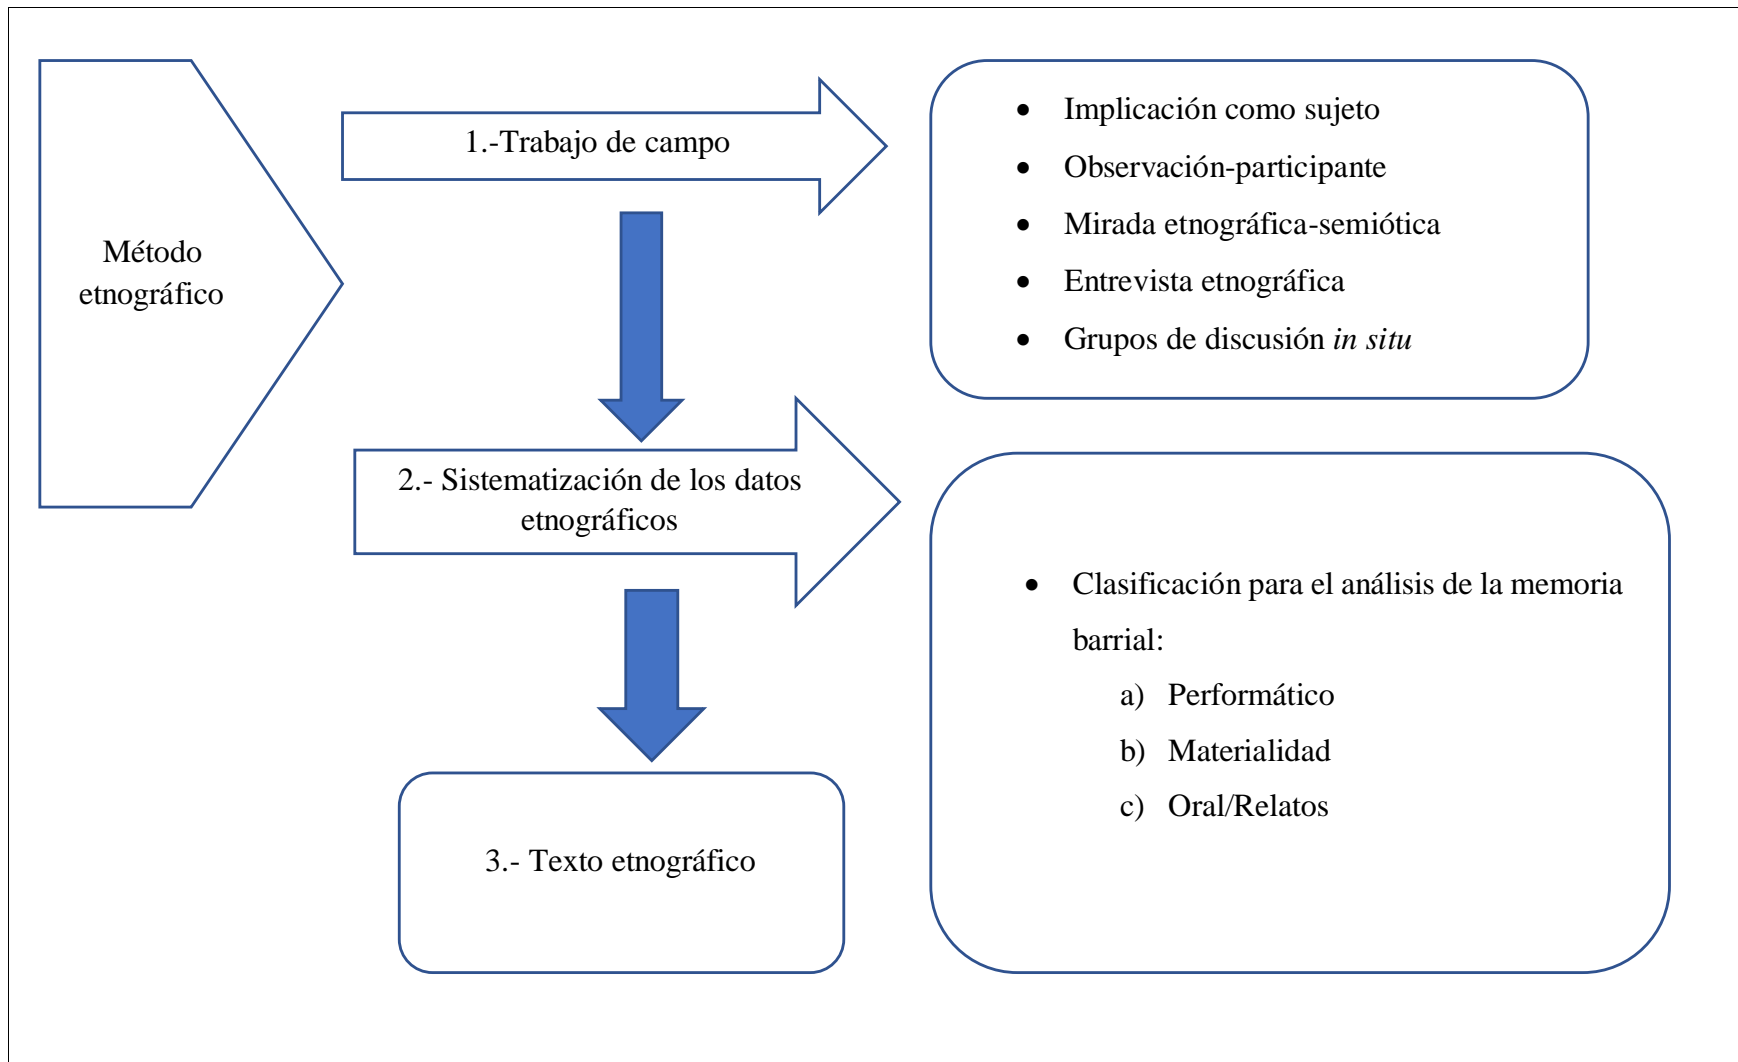 Método
etnográfico
1.-Trabajo de campo
• Implicación como sujeto
• Observación-participante
• Mirada etnográfica-semiótica
• Entrevista etnográfica
• Grupos de discusión in situ
2.- Sistematización de los datos
etnográficos
• Clasificación para el análisis de la memoria
barrial:
a) Performático
b) Materialidad
c) Oral/Relatos
3.- Texto etnográfico